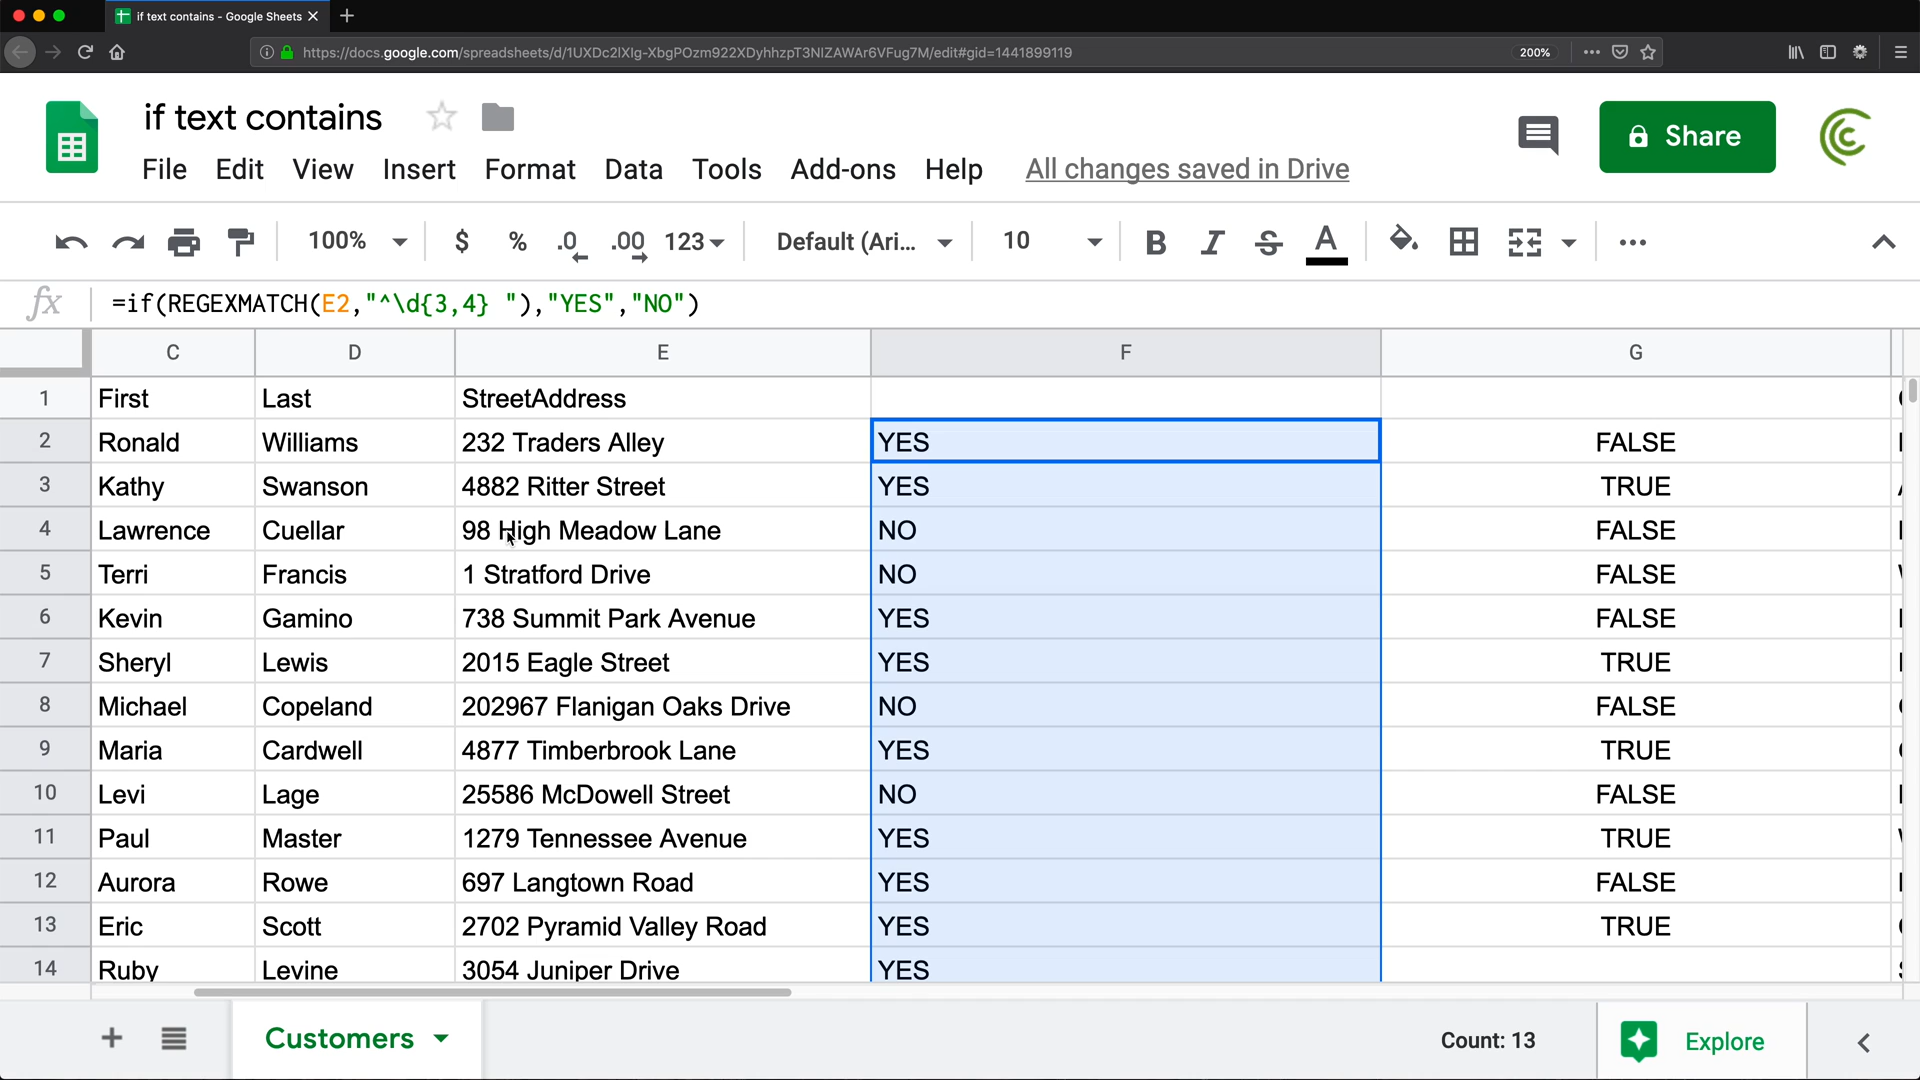 if text contains - Google Sheets
https://docs.google.com/spreadsheets/d/1UXDc2lXIg-XbgPOzm922XDyhhzpT3NIZAWAr6VFug7M/edit#gid=1441899119 200%
if text contains
Share
File Edit View Insert Format Data Tools Add-ons Help All changes saved in Drive
100% $ % .0 .00 123 Default (Ari... 10 B I S A
fx =if(REGEXMATCH(E2,"^\d{3,4} "),"YES","NO")
C D E F G
1 First Last StreetAddress
2 Ronald Williams 232 Traders Alley YES FALSE
3 Kathy Swanson 4882 Ritter Street YES TRUE
4 Lawrence Cuellar 98 High Meadow Lane NO FALSE
5 Terri Francis 1 Stratford Drive NO FALSE
6 Kevin Gamino 738 Summit Park Avenue YES FALSE
7 Sheryl Lewis 2015 Eagle Street YES TRUE
8 Michael Copeland 202967 Flanigan Oaks Drive NO FALSE
9 Maria Cardwell 4877 Timberbrook Lane YES TRUE
10 Levi Lage 25586 McDowell Street NO FALSE
11 Paul Master 1279 Tennessee Avenue YES TRUE
12 Aurora Rowe 697 Langtown Road YES FALSE
13 Eric Scott 2702 Pyramid Valley Road YES TRUE
14 Ruby Levine 3054 Juniper Drive YES
Customers Count: 13 Explore